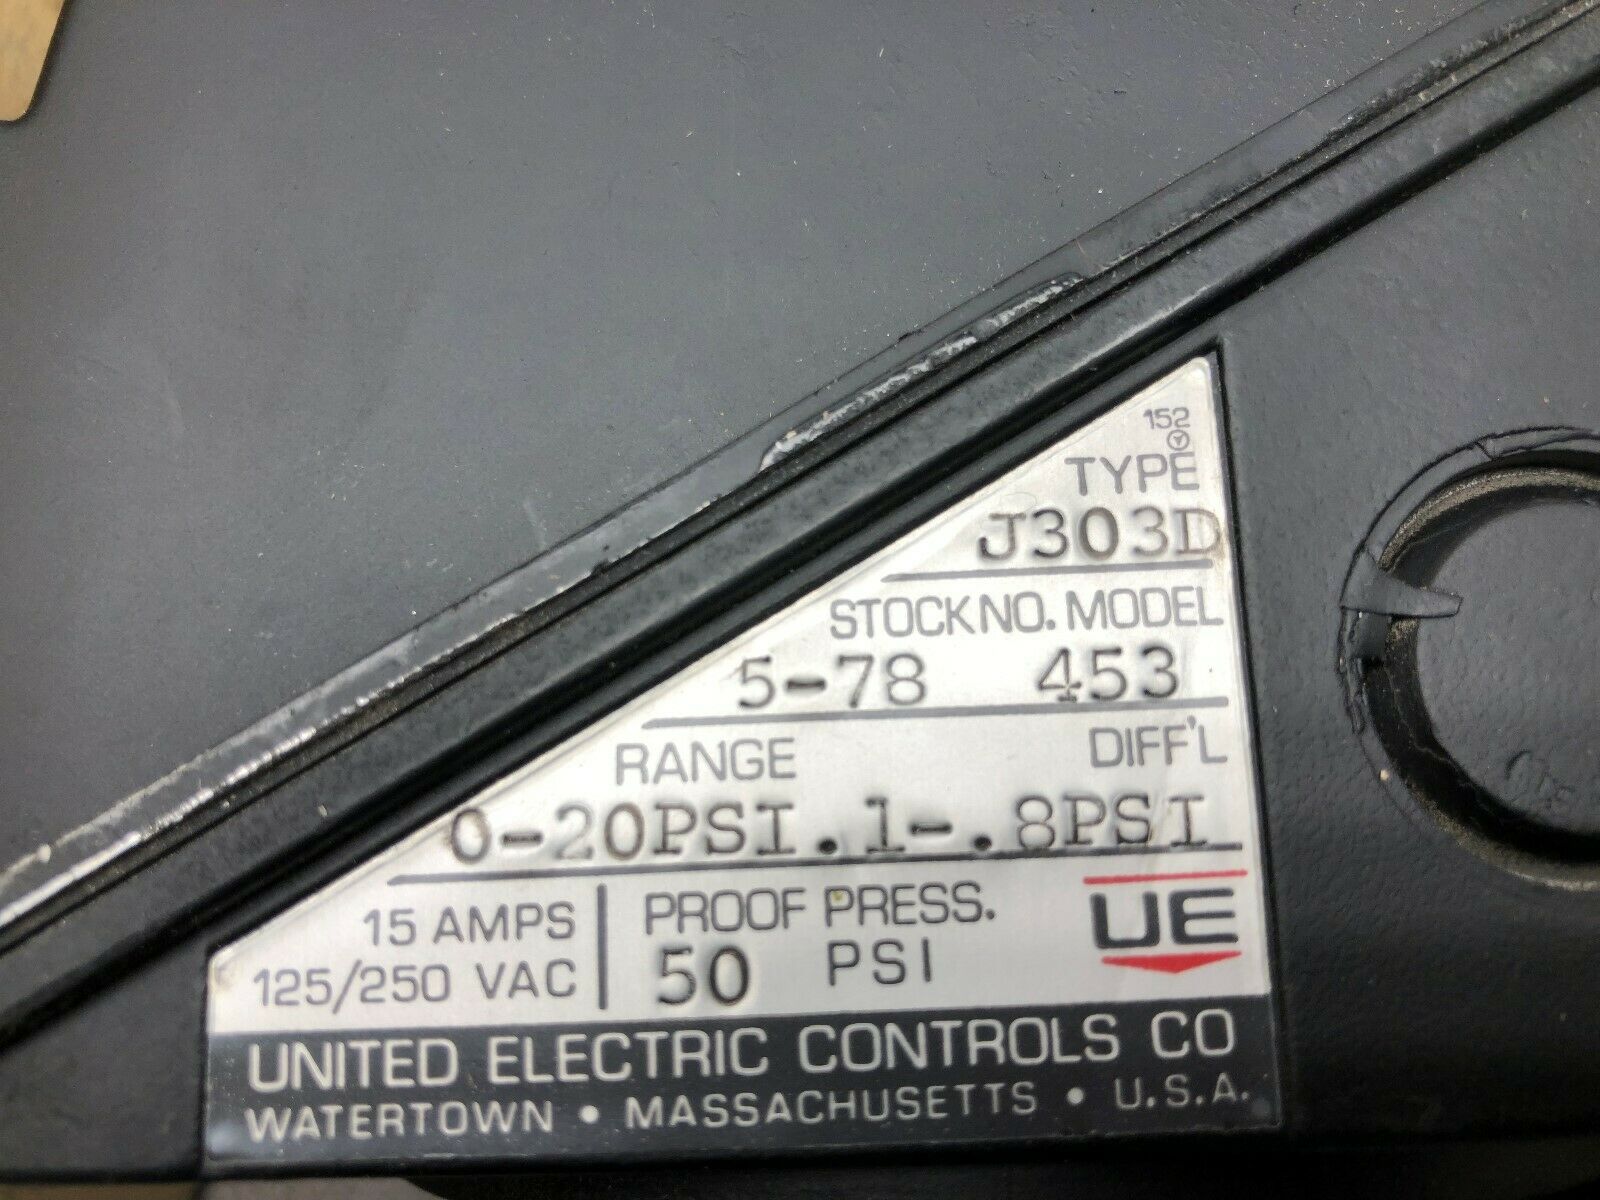 152
TYPE
J303D
STOCK NO. MODEL
5-78 453
RANGE DIFF'L
0-20PSI .1-.8PSI
15 AMPS
125/250 VAC
PROOF PRESS.
50 PSI
UE
UNITED ELECTRIC CONTROLS CO
WATERTOWN • MASSACHUSETTS • U.S.A.